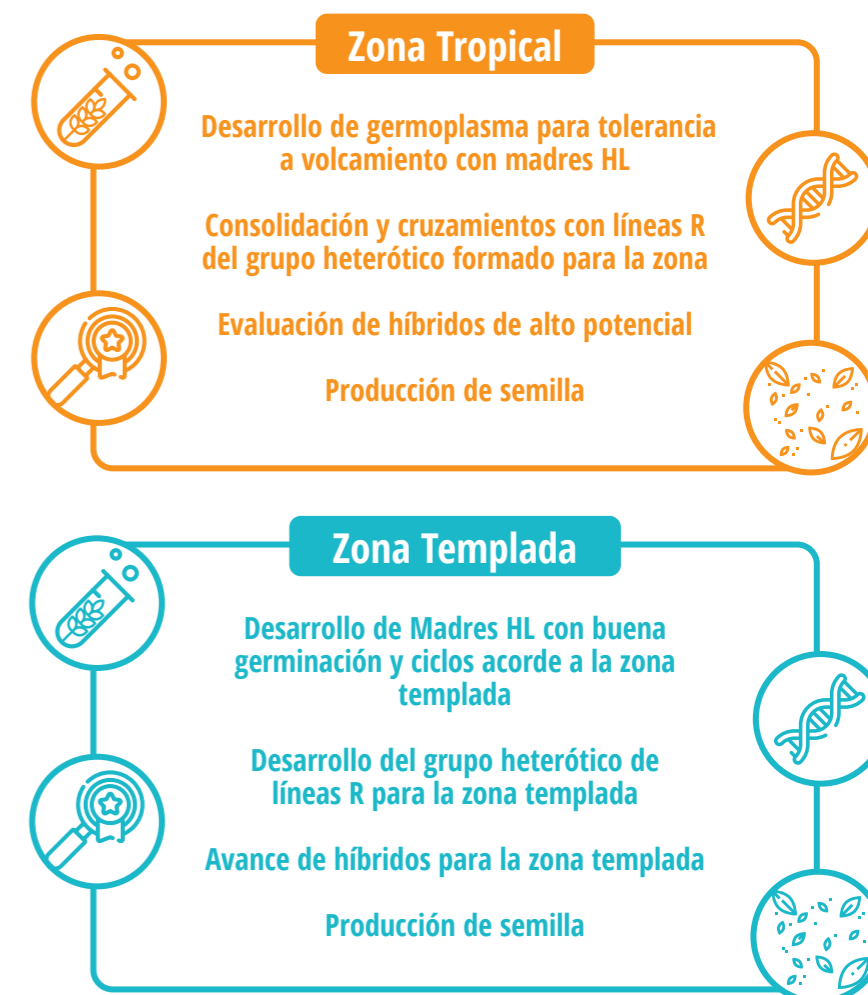 Zona Tropical
Desarrollo de germoplasma para tolerancia
a volcamiento con madres HL
Consolidación y cruzamientos con líneas R
del grupo heterótico formado para la zona
Evaluación de híbridos de alto potencial
Producción de semilla
Zona Templada
Desarrollo de Madres HL con buena
germinación y ciclos acorde a la zona
templada
Desarrollo del grupo heterótico de
líneas R para la zona templada
Avance de híbridos para la zona templada
Producción de semilla